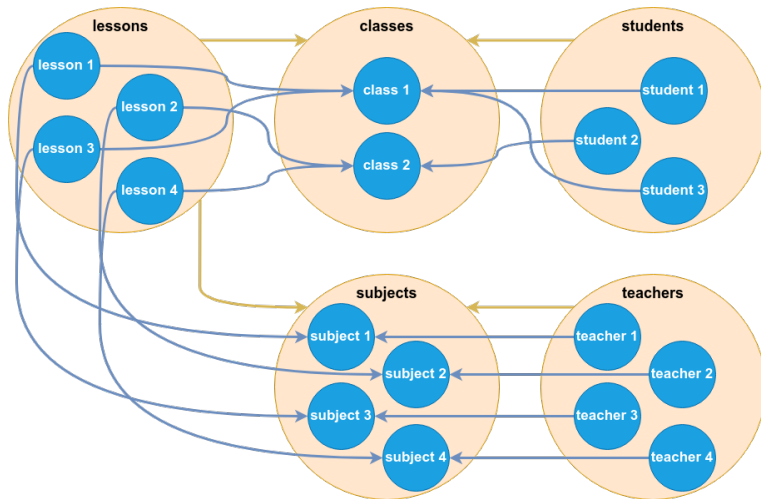 lessons
classes
students
lesson 1
lesson 2
lesson 3
lesson 4
class 1
class 2
student 1
student 2
student 3
subjects
teachers
subject 1
subject 2
subject 3
subject 4
teacher 1
teacher 2
teacher 3
teacher 4